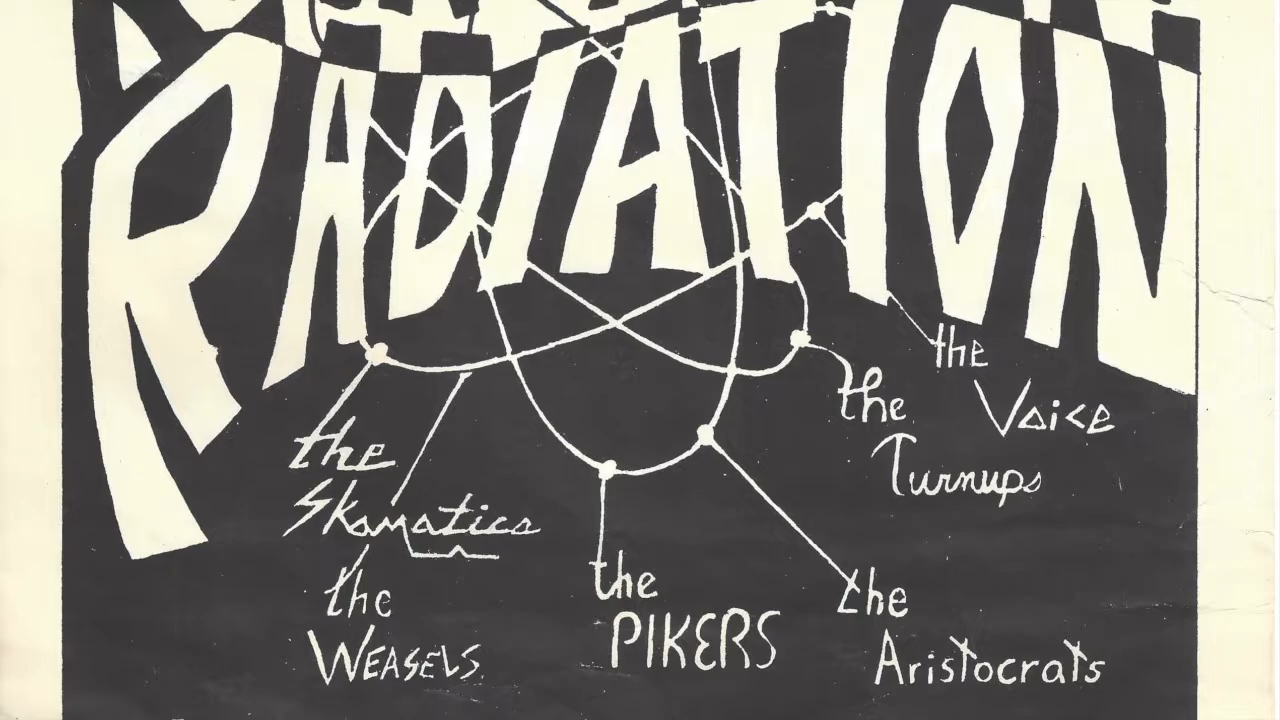 RADIATION
the
Voice
the
Turnups
the
Skamatics
the
WEASELS
the
PIKERS
the
Aristocrats